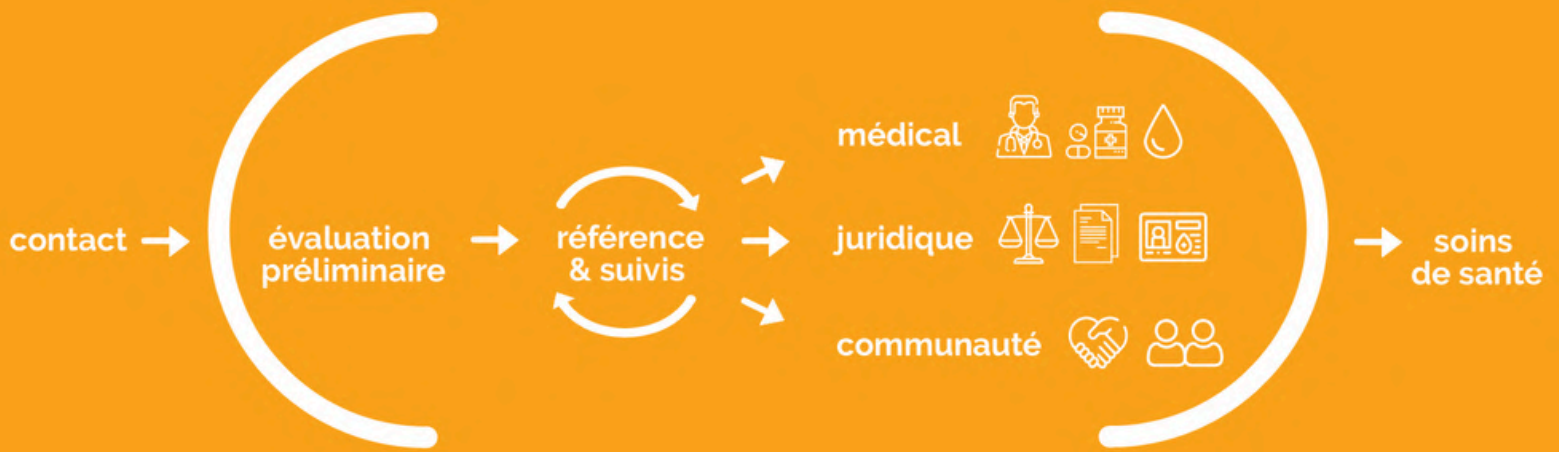 contact
évaluation
préliminaire
référence
& suivis
médical
juridique
communauté
soins
de santé